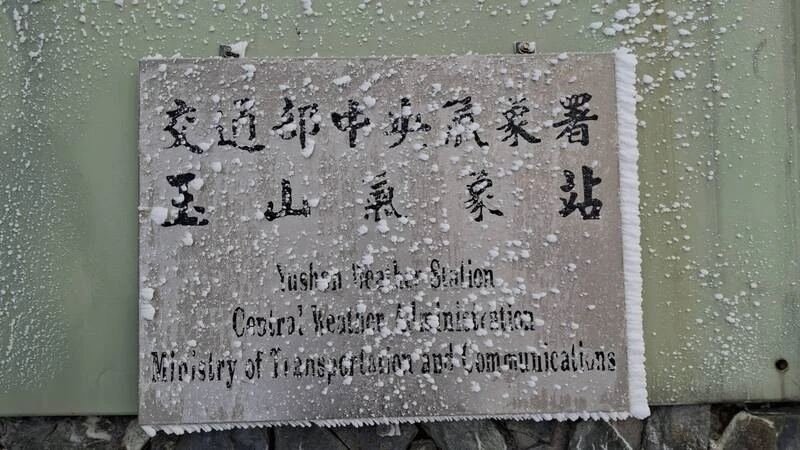 交通部中央氣象署
玉山氣象站
Yushan Weather Station
Central Weather Administration
Ministry of Transportation and Communications